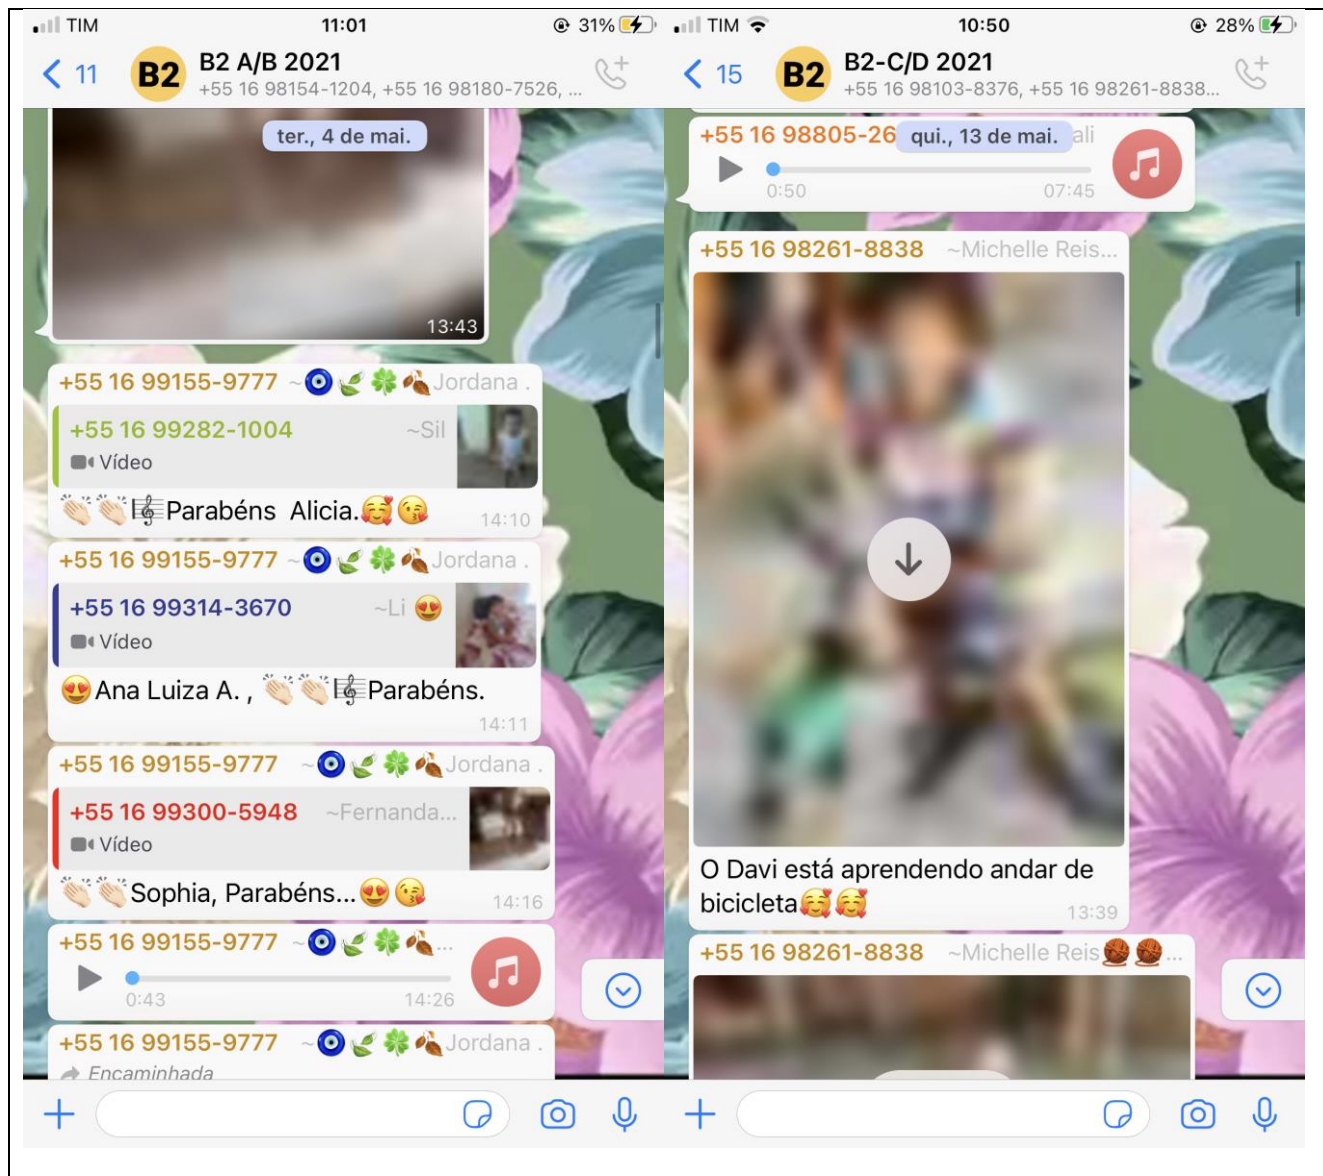 TIM 11:01 31%
11 B2 B2 A/B 2021
+55 16 98154-1204, +55 16 98180-7526, ...
ter., 4 de mai.
13:43
+55 16 99155-9777 ~🧿🍃🍀🍂Jordana .
+55 16 99282-1004 ~Sil
Vídeo
👏🏻👏🏻🎼Parabéns Alicia.🥰😘 14:10
+55 16 99155-9777 ~🧿🍃🍀🍂Jordana .
+55 16 99314-3670 ~Li 😍
Vídeo
😍Ana Luiza A. , 👏🏻👏🏻🎼Parabéns.
14:11
+55 16 99155-9777 ~🧿🍃🍀🍂Jordana .
+55 16 99300-5948 ~Fernanda...
Vídeo
👏🏻👏🏻Sophia, Parabéns...😍😘 14:16
+55 16 99155-9777 ~🧿🍃🍀🍂...
0:43 14:26
+55 16 99155-9777 ~🧿🍃🍀🍂Jordana .
Encaminhada
TIM 10:50 28%
15 B2 B2-C/D 2021
+55 16 98103-8376, +55 16 98261-8838...
+55 16 98805-26 qui., 13 de mai. ali
0:50 07:45
+55 16 98261-8838 ~Michelle Reis...
O Davi está aprendendo andar de
bicicleta🥰🥰 13:39
+55 16 98261-8838 ~Michelle Reis🧶🧶...